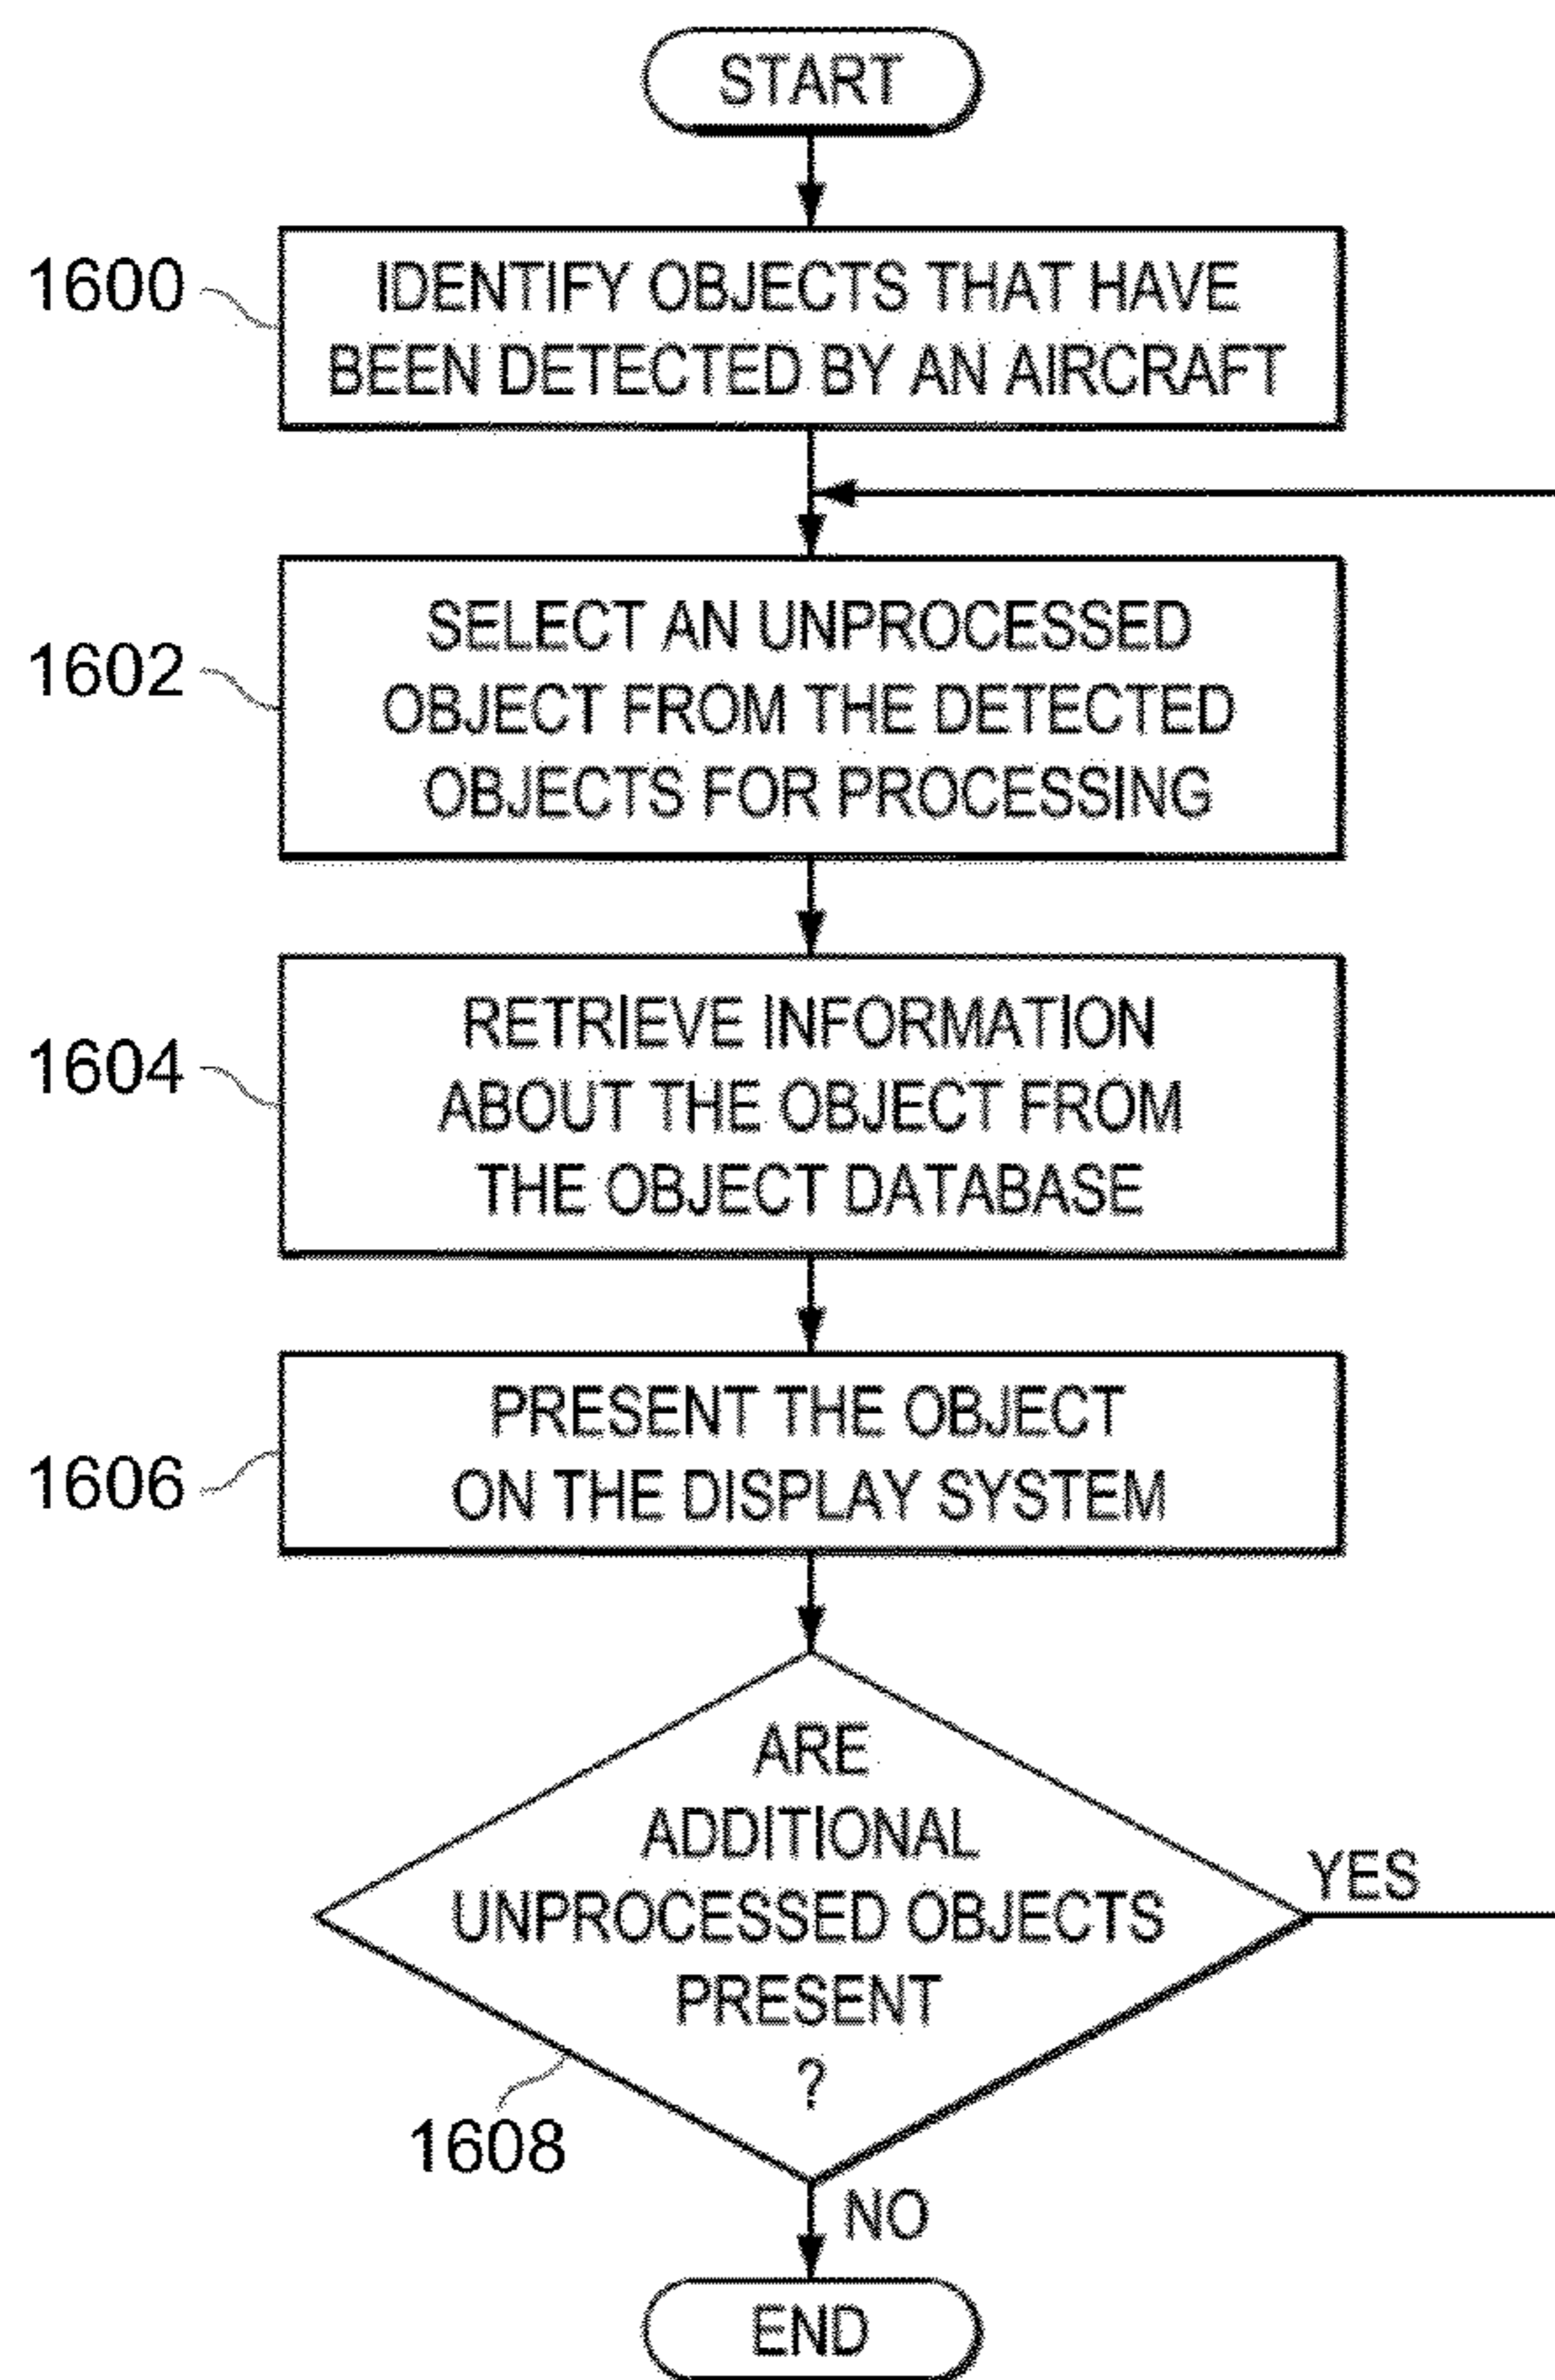 START
1600
IDENTIFY OBJECTS THAT HAVE
BEEN DETECTED BY AN AIRCRAFT
1602
SELECT AN UNPROCESSED
OBJECT FROM THE DETECTED
OBJECTS FOR PROCESSING
1604
RETRIEVE INFORMATION
ABOUT THE OBJECT FROM
THE OBJECT DATABASE
1606
PRESENT THE OBJECT
ON THE DISPLAY SYSTEM
ARE
ADDITIONAL
UNPROCESSED OBJECTS
PRESENT
?
YES
1608
NO
END